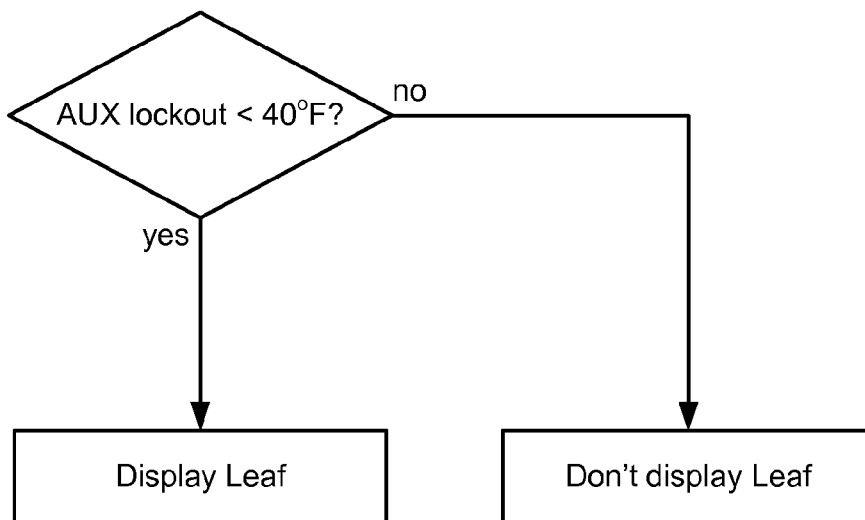 AUX lockout < 40°F?
no
yes
Display Leaf
Don't display Leaf